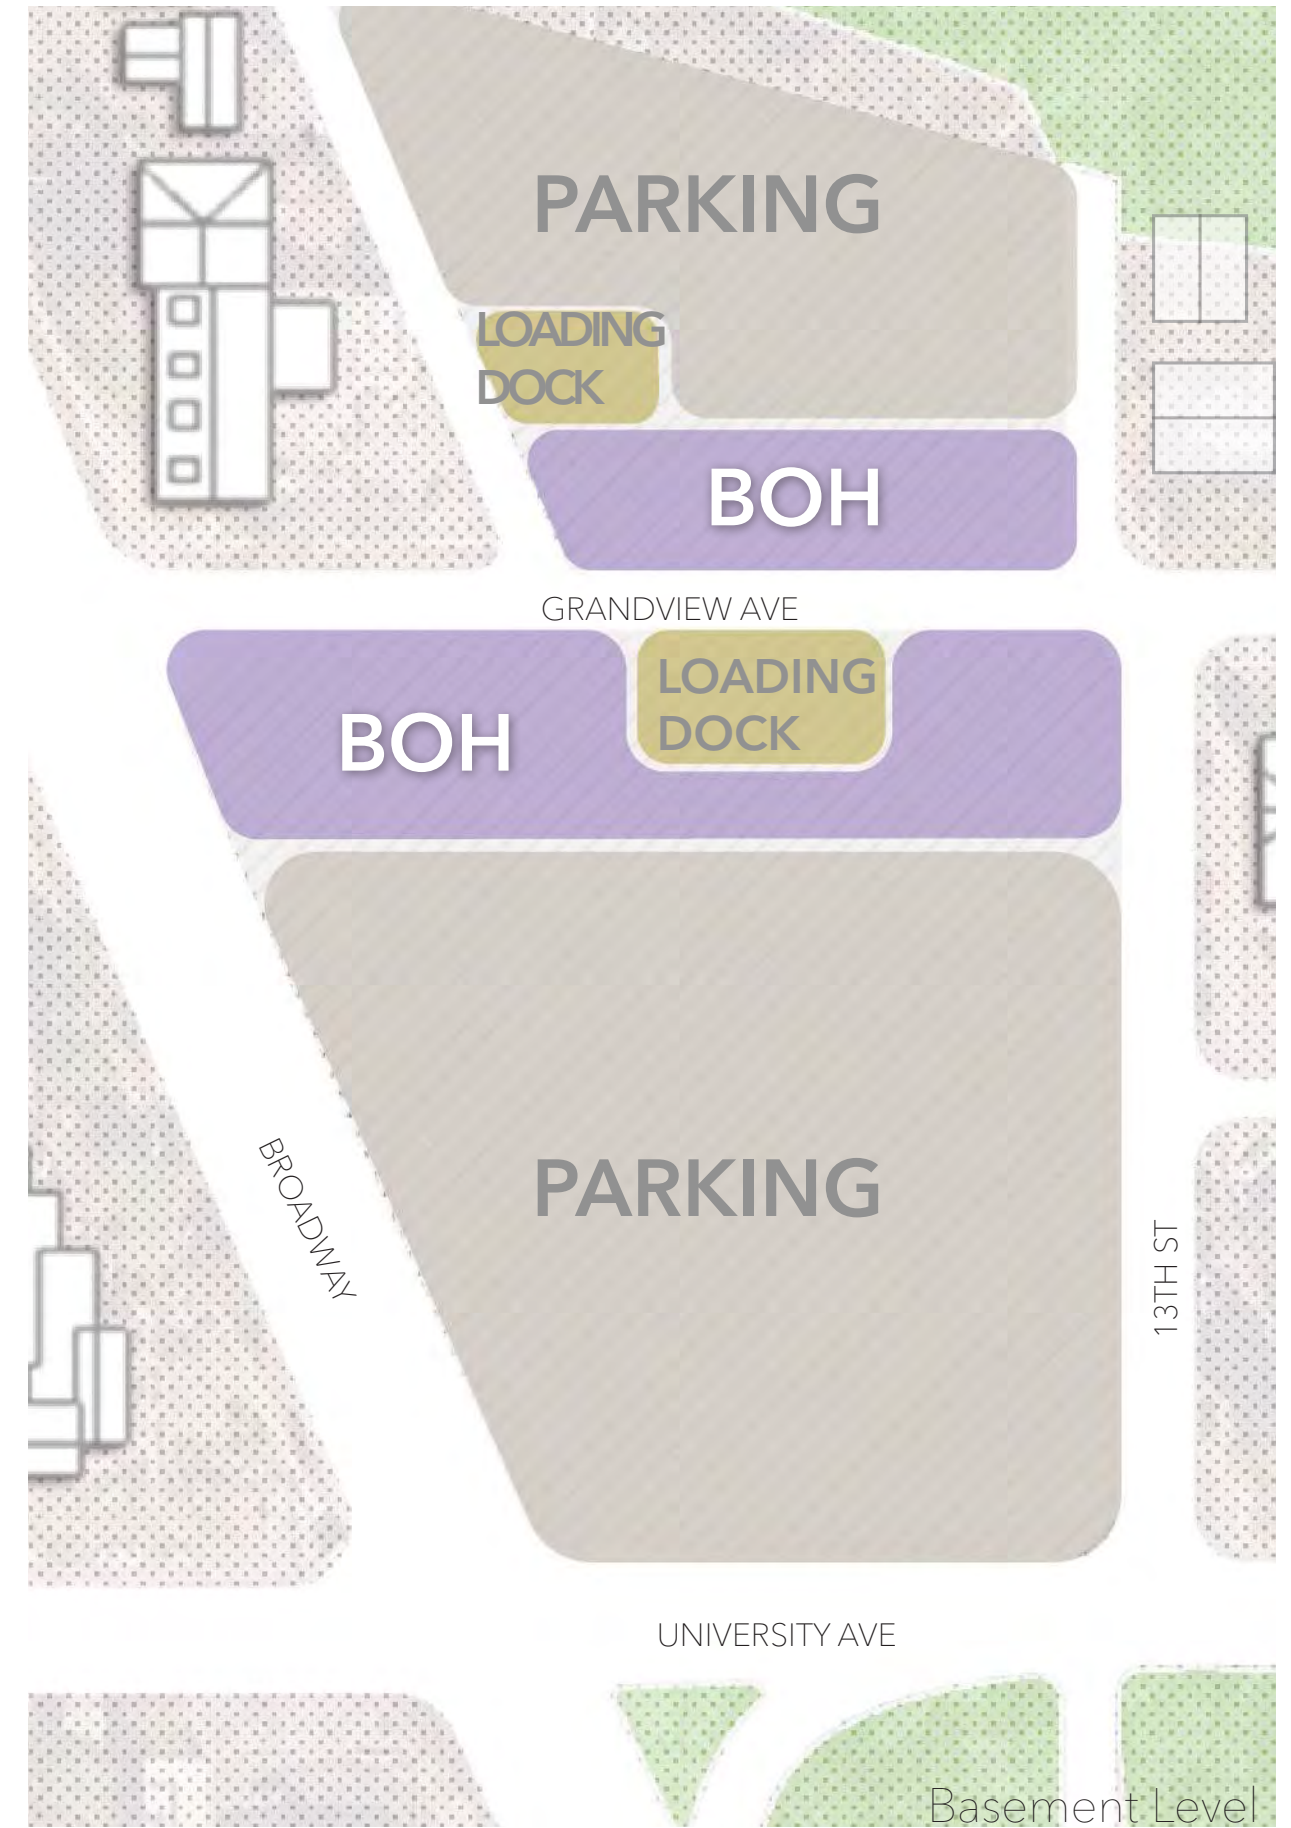 PARKING
LOADING
DOCK
BOH
GRANDVIEW AVE
LOADING
DOCK
BOH
BROADWAY
PARKING
13TH ST
UNIVERSITY AVE
Basement Level